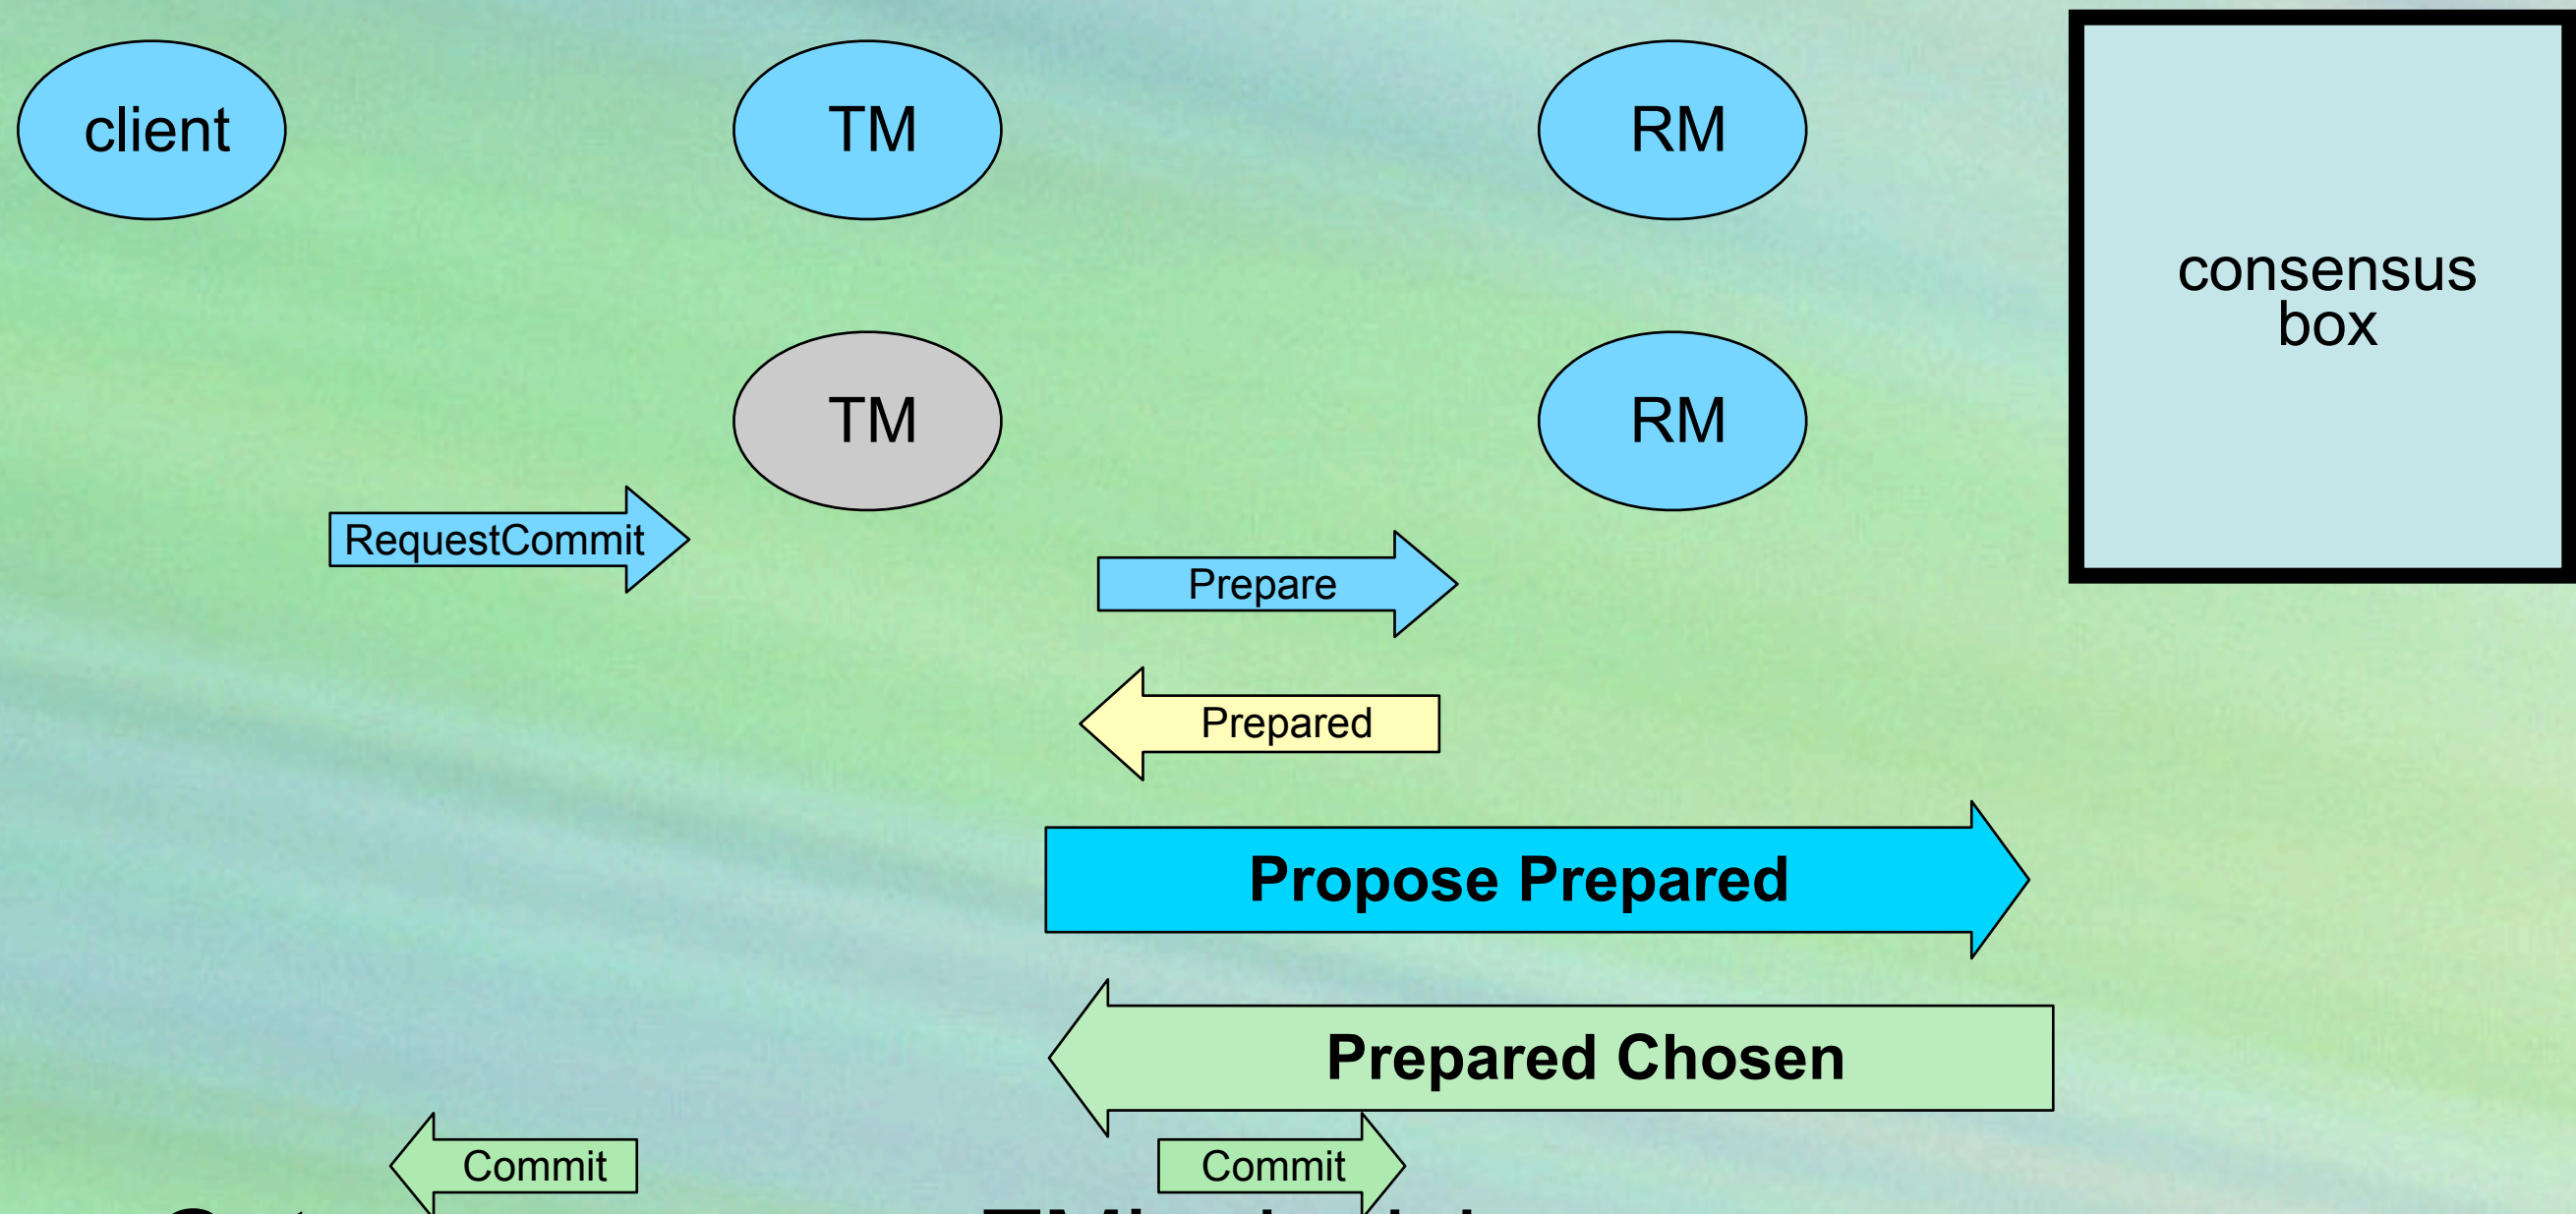 client
TM
RM
consensus
box
TM
RM
RequestCommit
Prepare
Prepared
Propose Prepared
Prepared Chosen
Commit
Commit